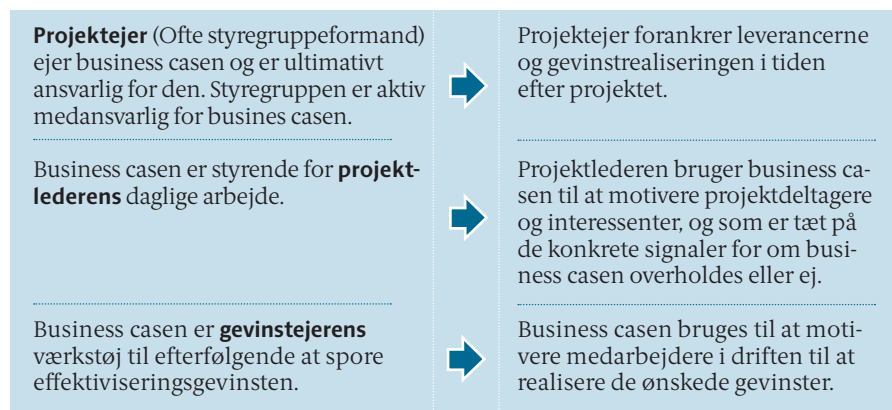 Projektejer (Ofte styregruppeformand)
ejer business casen og er ultimativt
ansvarlig for den. Styregruppen er aktiv
medansvarlig for busines casen.
Projektejer forankrer leverancerne
og gevinstrealiseringen i tiden
efter projektet.
Business casen er styrende for projekt-
lederens daglige arbejde.
Projektlederen bruger business ca-
sen til at motivere projektdeltagere
og interessenter, og som er tæt på
de konkrete signaler for om busi-
ness casen overholdes eller ej.
Business casen er gevinstejerens
værkstøj til efterfølgende at spore
effektiviseringsgevinsten.
Business casen bruges til at moti-
vere medarbejdere i driften til at
realisere de ønskede gevinster.